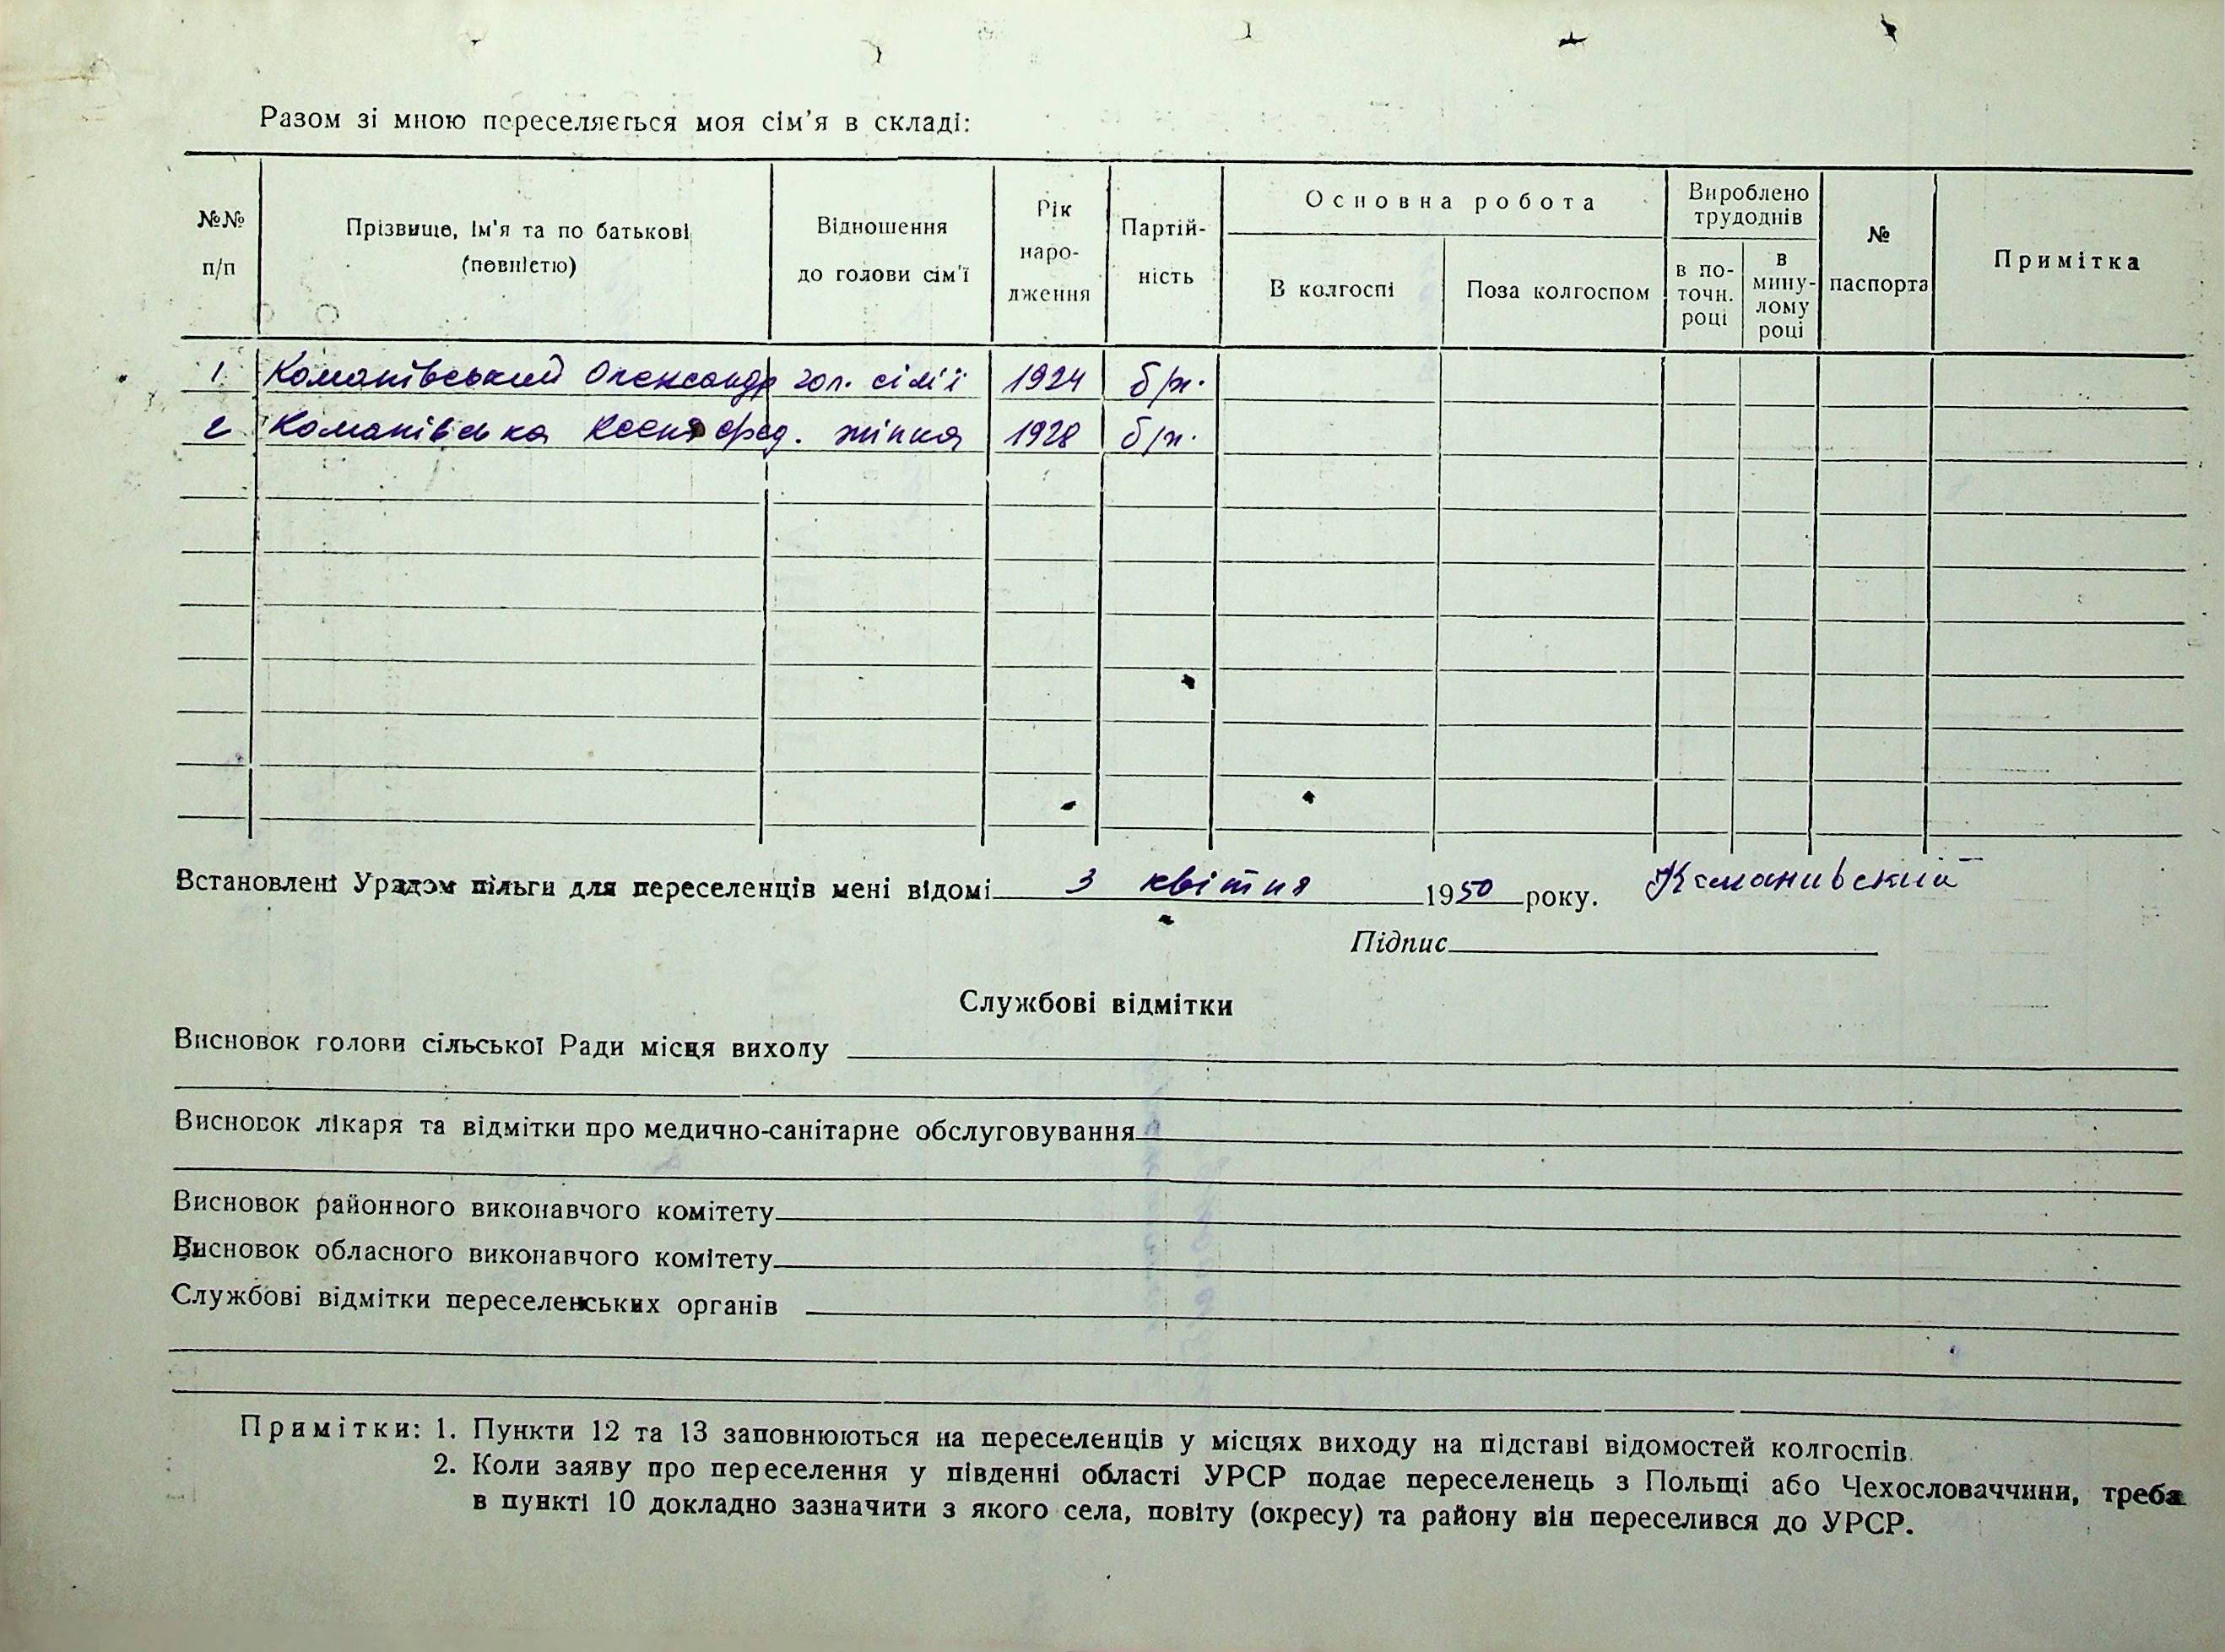 Разом зі мною переселяється моя сім'я в складі:
№№ п/п
Прізвище, ім'я та по батькові (повністю)
Відношення до голови сім'ї
Рік народження
Партійність
Основна робота
В колгоспі
Поза колгоспом
Вироблено трудоднів
в поточн. році
в минулому році
№ паспорта
Примітка
1 Команівський Олександр гол. сім'ї 1924 б/п.
2 Команівська Ксеня Фед. жінка 1928 б/п.
Встановлені Урядом пільги для переселенців мені відомі 3 квітня 1950 року. Команивский
Підпис
Службові відмітки
Висновок голови сільської Ради місця виходу
Висновок лікаря та відмітки про медично-санітарне обслуговування
Висновок районного виконавчого комітету
Висновок обласного виконавчого комітету
Службові відмітки переселенських органів
Примітки: 1. Пункти 12 та 13 заповнюються на переселенців у місцях виходу на підставі відомостей колгоспів.
2. Коли заяву про переселення у південні області УРСР подає переселенець з Польщі або Чехословаччини, треба
в пункті 10 докладно зазначити з якого села, повіту (окресу) та району він переселився до УРСР.